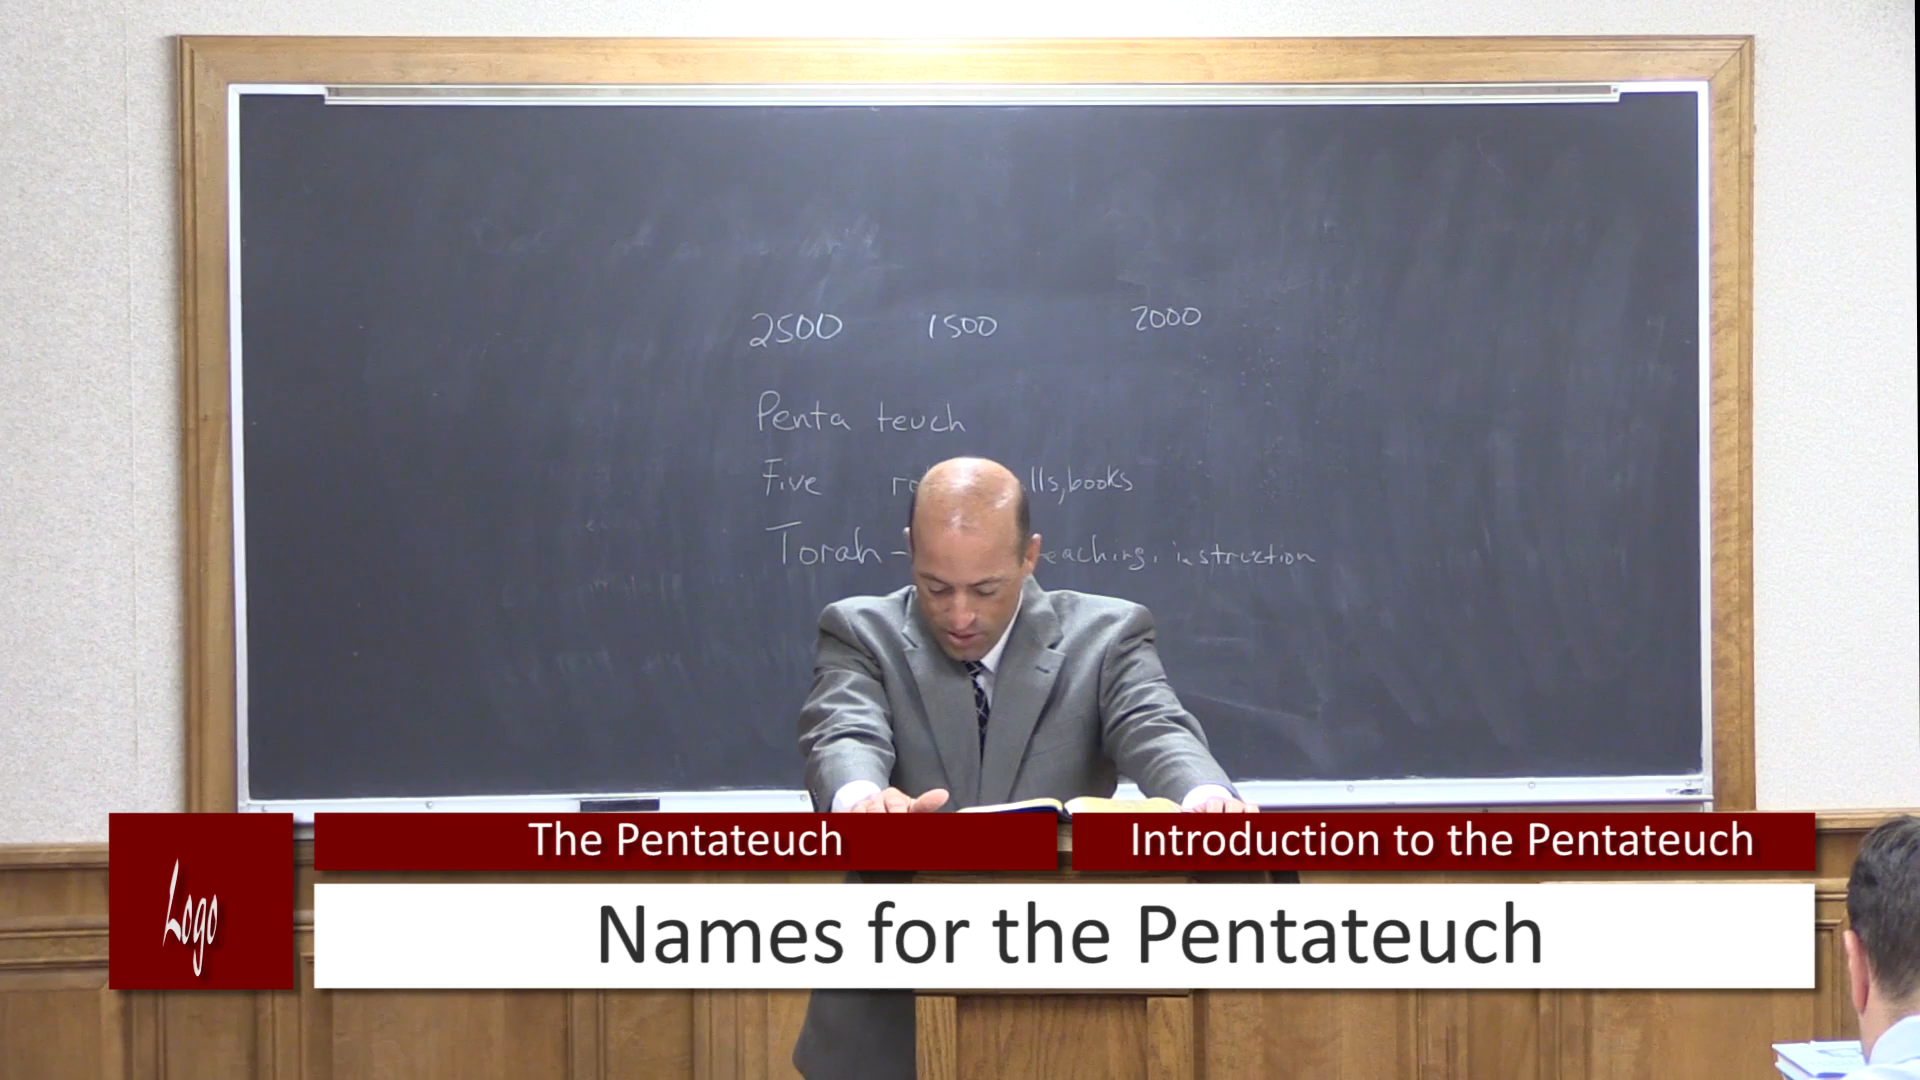 2500 1500 2000
Penta teuch
Five lls, books
Torah - eaching, instruction
The Pentateuch
Introduction to the Pentateuch
Logo
Names for the Pentateuch